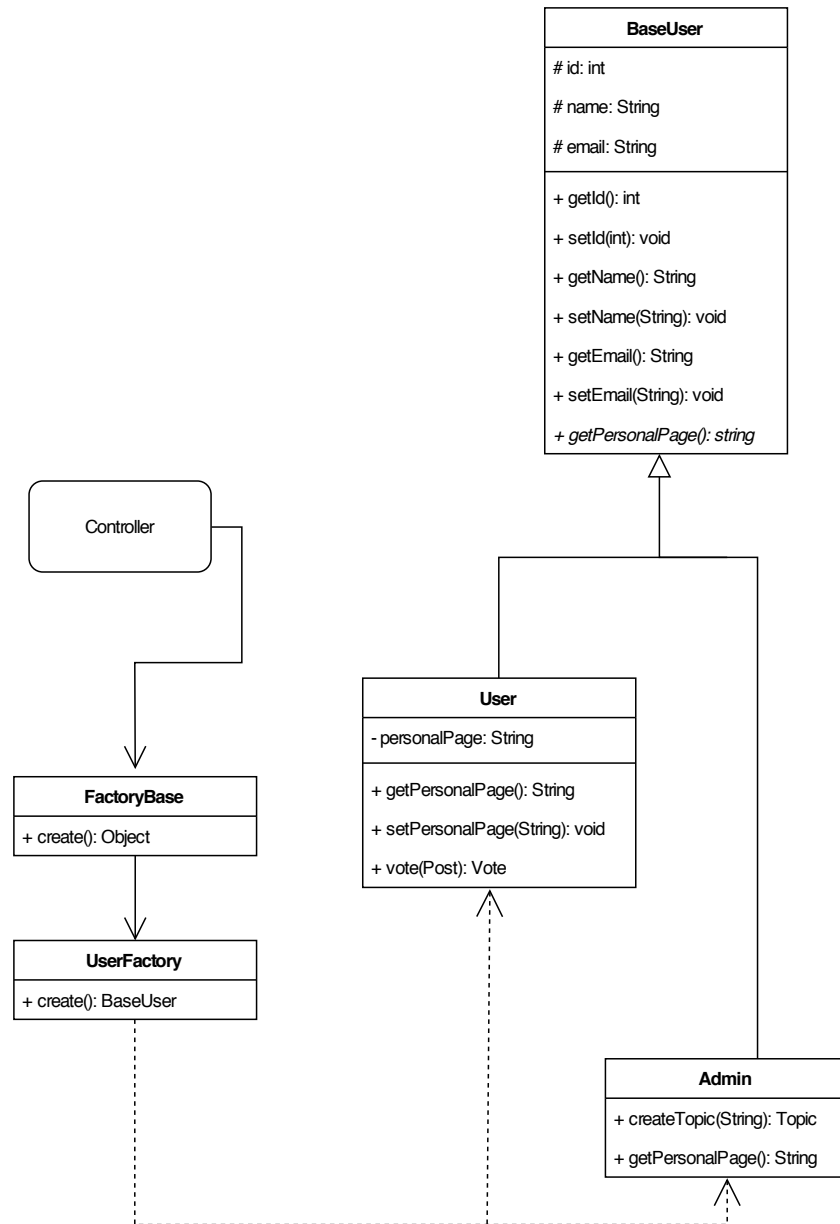 BaseUser
# id: int
# name: String
# email: String
+ getId(): int
+ setId(int): void
+ getName(): String
+ setName(String): void
+ getEmail(): String
+ setEmail(String): void
+ getPersonalPage(): string
Controller
User
- personalPage: String
+ getPersonalPage(): String
+ setPersonalPage(String): void
+ vote(Post): Vote
FactoryBase
+ create(): Object
UserFactory
+ create(): BaseUser
Admin
+ createTopic(String): Topic
+ getPersonalPage(): String